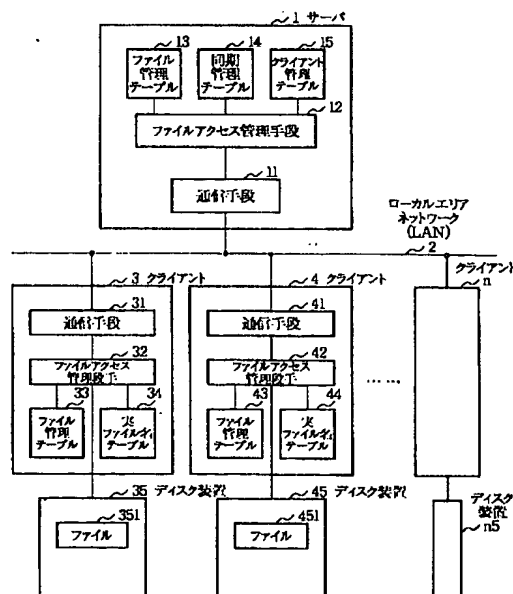 1 サーバ
13
14
15
ファイル
管理
テーブル
同期
管理
テーブル
クライアント
管理
テーブル
12
ファイルアクセス管理手段
11
通信手段
ローカルエリア
ネットワーク
(LAN)
2
3 クライアント
4 クライアント
クライアント
n
31
通信手段
41
通信手段
32
ファイルアクセス
管理段手
42
ファイルアクセス
管理段手
33
ファイル
管理
テーブル
34
実
ファイル名
テーブル
43
ファイル
管理
テーブル
44
実
ファイル名
テーブル
……
35 ディスク装置
45 ディスク装置
ディスク
装置
n5
351
ファイル
451
ファイル